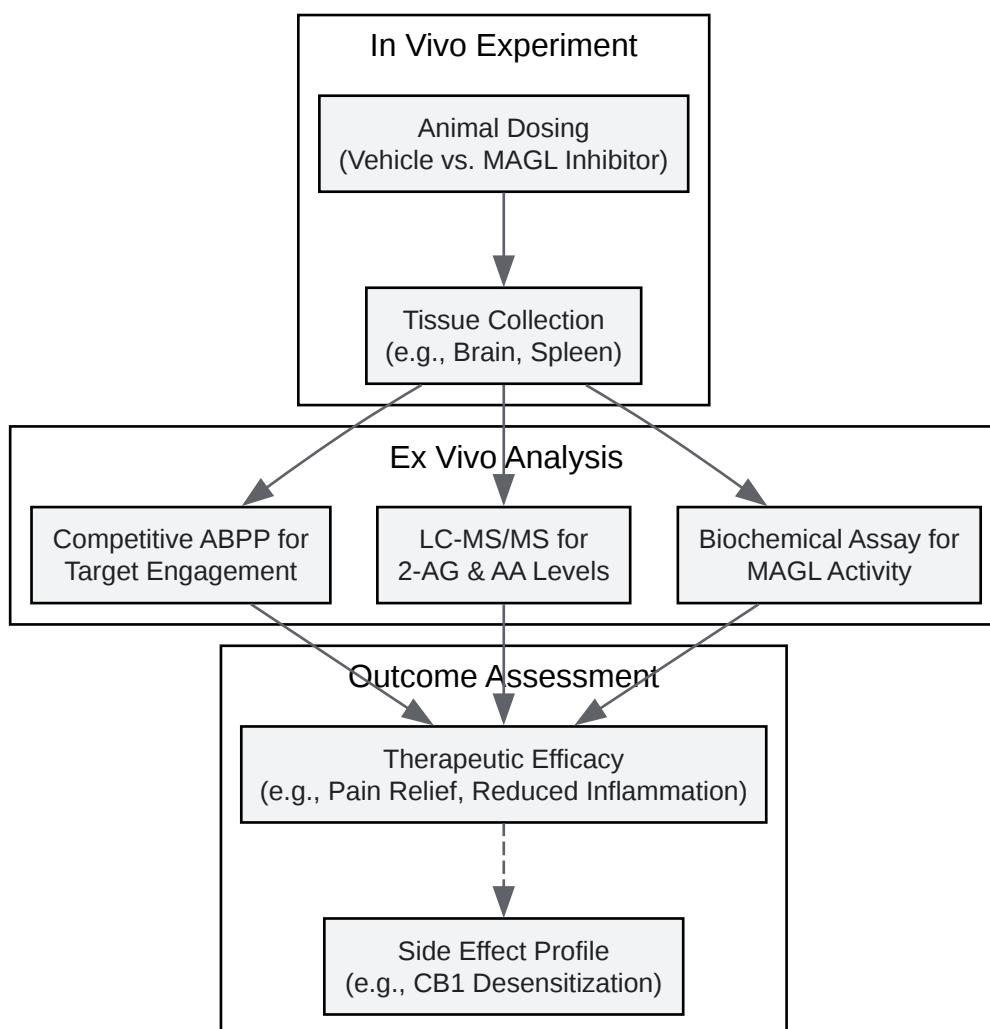 In Vivo Experiment
Animal Dosing
(Vehicle vs. MAGL Inhibitor)
Tissue Collection
(e.g., Brain, Spleen)
Ex Vivo Analysis
Competitive ABPP for
Target Engagement
LC-MS/MS for
2-AG & AA Levels
Biochemical Assay for
MAGL Activity
Outcome Assessment
Therapeutic Efficacy
(e.g., Pain Relief, Reduced Inflammation)
Side Effect Profile
(e.g., CB1 Desensitization)